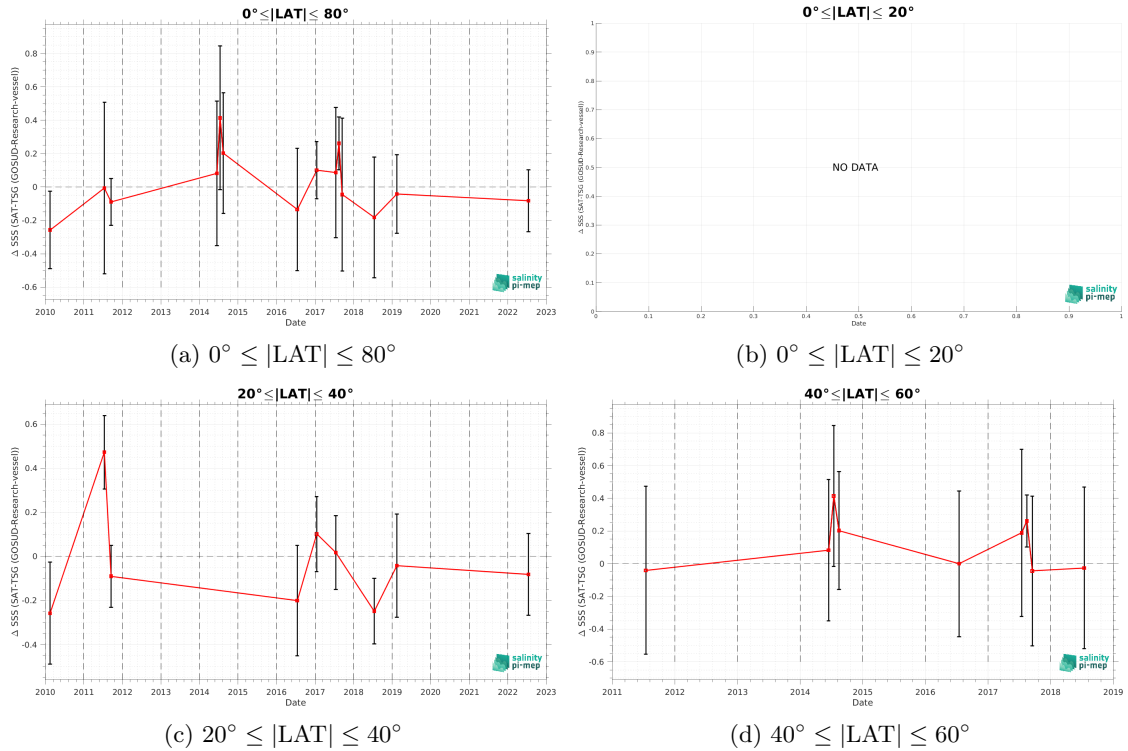 0°≤|LAT|≤ 80°
Δ SSS (SAT-TSG (GOSUD-Research-vessel))
0.8
0.6
0.4
0.2
0
-0.2
-0.4
-0.6
2010 2011 2012 2013 2014 2015 2016 2017 2018 2019 2020 2021 2022 2023
Date
salinity
pi-mep
(a) 0° ≤ |LAT| ≤ 80°
0°≤|LAT|≤ 20°
Δ SSS (SAT-TSG (GOSUD-Research-vessel))
1
0.9
0.8
0.7
0.6
0.5
0.4
0.3
0.2
0.1
0
NO DATA
0 0.1 0.2 0.3 0.4 0.5 0.6 0.7 0.8 0.9 1
Date
salinity
pi-mep
(b) 0° ≤ |LAT| ≤ 20°
20°≤|LAT|≤ 40°
Δ SSS (SAT-TSG (GOSUD-Research-vessel))
0.6
0.4
0.2
0
-0.2
-0.4
2010 2011 2012 2013 2014 2015 2016 2017 2018 2019 2020 2021 2022 2023
Date
salinity
pi-mep
(c) 20° ≤ |LAT| ≤ 40°
40°≤|LAT|≤ 60°
Δ SSS (SAT-TSG (GOSUD-Research-vessel))
0.8
0.6
0.4
0.2
0
-0.2
-0.4
-0.6
2011 2012 2013 2014 2015 2016 2017 2018 2019
Date
salinity
pi-mep
(d) 40° ≤ |LAT| ≤ 60°